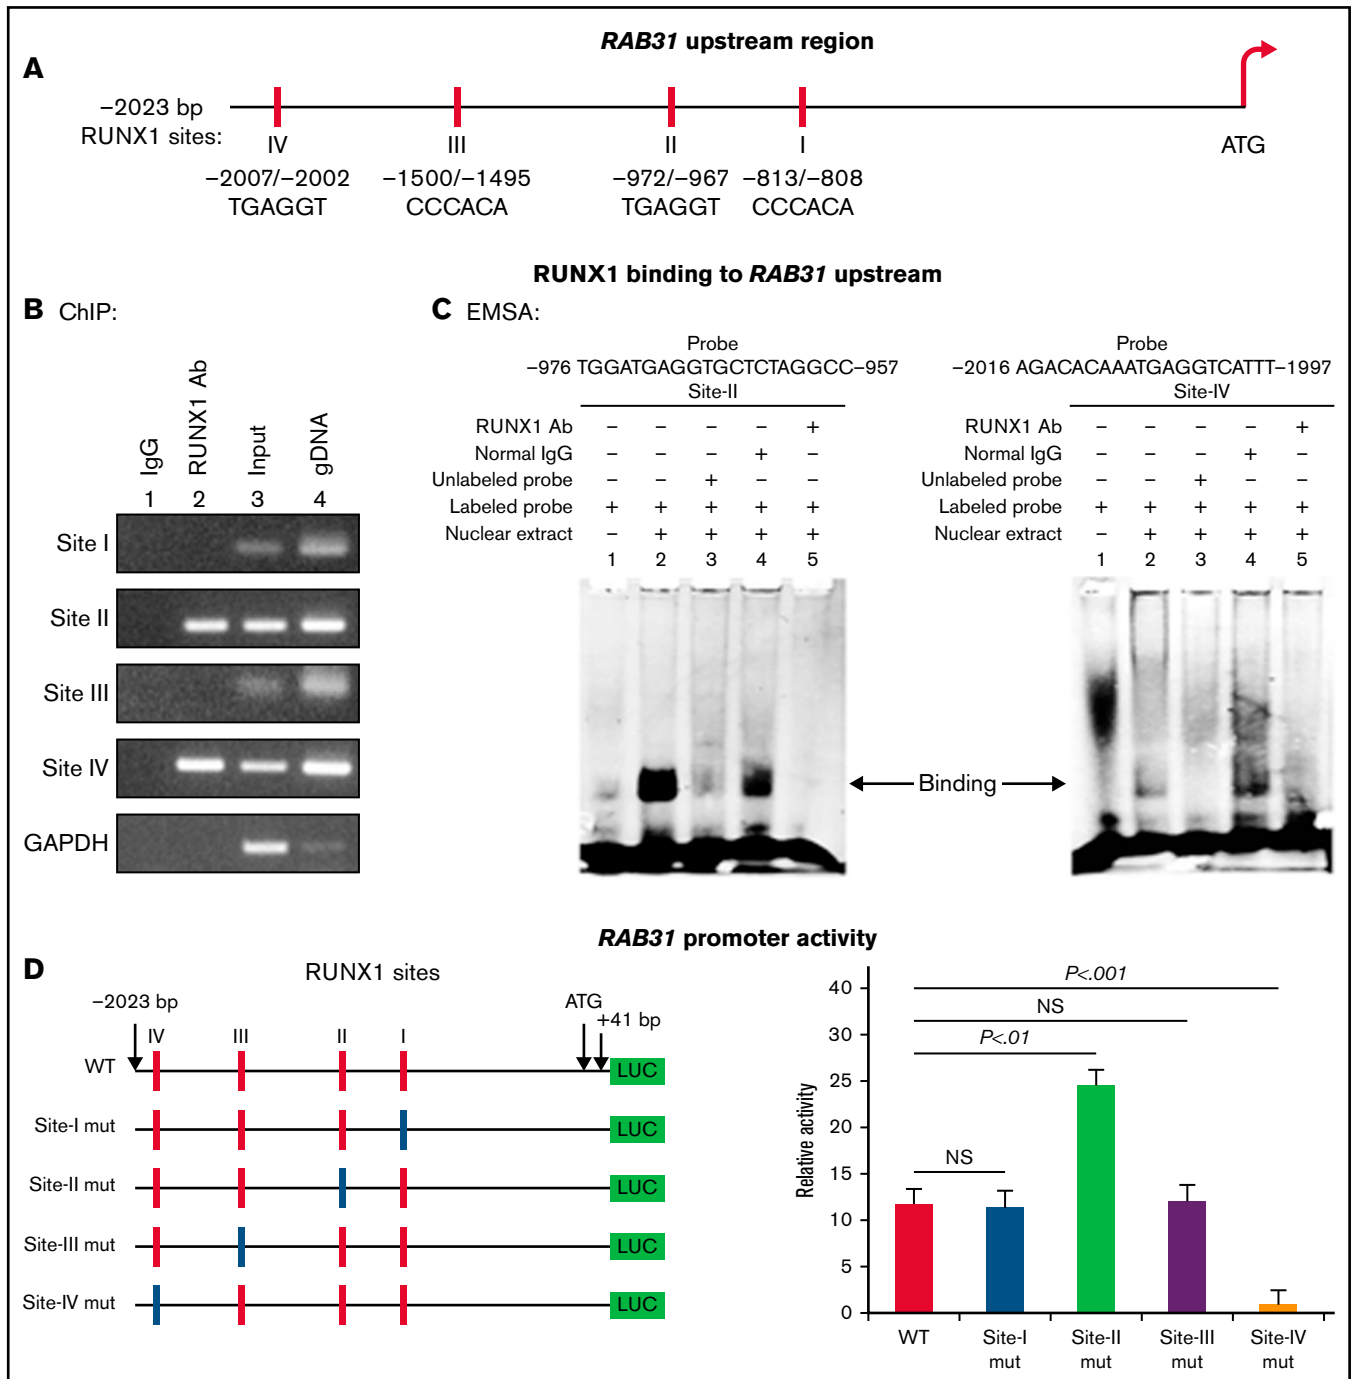 RAB31 upstream region
A
−2023 bp
RUNX1 sites:
IV III II I ATG
−2007/−2002 −1500/−1495 −972/−967 −813/−808
TGAGGT CCCACA TGAGGT CCCACA
RUNX1 binding to RAB31 upstream
B ChIP:
IgG RUNX1 Ab Input gDNA
1 2 3 4
Site I
Site II
Site III
Site IV
GAPDH
C EMSA:
Probe
−976 TGGATGAGGTGCTCTAGGCC−957
Site-II
RUNX1 Ab − − − − +
Normal IgG − − − + −
Unlabeled probe − − + − −
Labeled probe + + + + +
Nuclear extract − + + + +
1 2 3 4 5
Probe
−2016 AGACACAAATGAGGTCATTT−1997
Site-IV
RUNX1 Ab − − − − +
Normal IgG − − − + −
Unlabeled probe − − + − −
Labeled probe + + + + +
Nuclear extract − + + + +
1 2 3 4 5
Binding
RAB31 promoter activity
D RUNX1 sites
−2023 bp ATG
+41 bp
IV III II I
WT LUC
Site-I mut LUC
Site-II mut LUC
Site-III mut LUC
Site-IV mut LUC
Relative activity
40
30
25
20
15
10
5
0
P<.001
NS
P<.01
NS
WT Site-I mut Site-II mut Site-III mut Site-IV mut